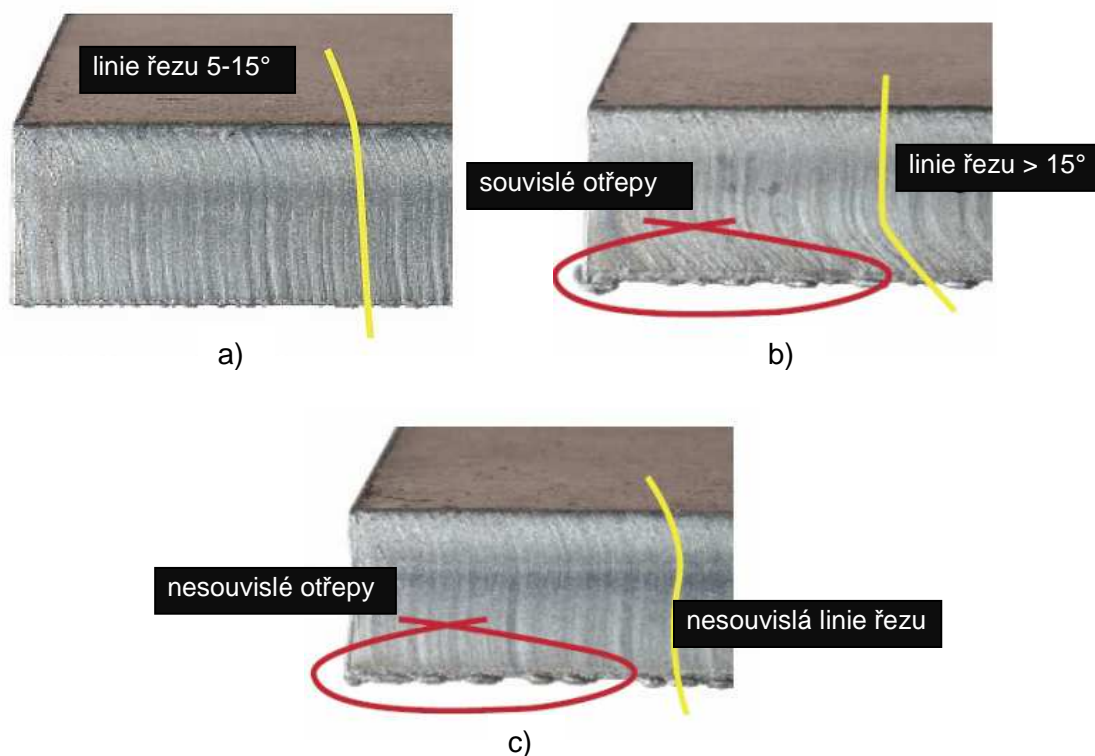 linie řezu 5-15°
souvislé otřepy
linie řezu > 15°
a)
b)
nesouvislé otřepy
nesouvislá linie řezu
c)